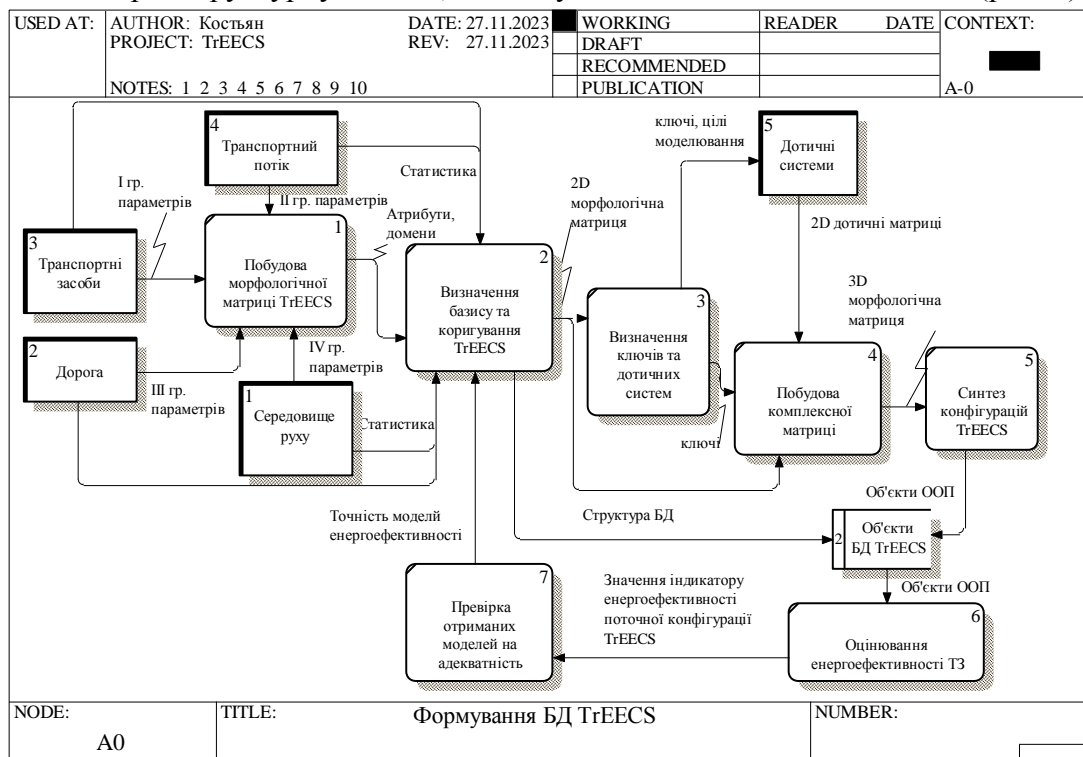 USED AT:
AUTHOR: Костьян
DATE: 27.11.2023
PROJECT: TrEECS
REV: 27.11.2023
NOTES: 1 2 3 4 5 6 7 8 9 10
WORKING
DRAFT
RECOMMENDED
PUBLICATION
READER
DATE
CONTEXT:
A-0
4
Транспортний
потік
Статистика
ключі, цілі
моделювання
5
Дотичні
системи
І гр.
параметрів
ІІ гр. параметрів
Атрибути,
домени
2D
морфологічна
матриця
2D дотичні матриці
3
Транспортні
засоби
1
Побудова
морфологічної
матриці TrEECS
2
Визначення
базису та
коригування
TrEECS
3
Визначення
ключів та
дотичних
систем
3D
морфологічна
матриця
2
Дорога
ІІІ гр.
параметрів
IV гр.
параметрів
1
Середовище
руху
Статистика
ключі
4
Побудова
комплексної
матриці
5
Синтез
конфігурацій
TrEECS
Точність моделй
енергоефективності
Структура БД
Об'єкти ООП
2
Об'єкти
БД TrEECS
Об'єкти ООП
7
Превірка
отриманих
моделей на
адекватність
Значення індикатору
енергоефективності
поточної конфігурації
TrEECS
6
Оцінювання
енергоефективності ТЗ
NODE:
A0
TITLE:
Формування БД TrEECS
NUMBER: